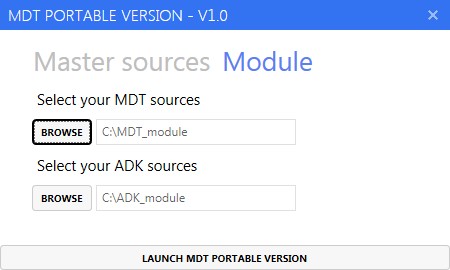 MDT PORTABLE VERSION - V1.0
Master sources Module
Select your MDT sources
BROWSE C:\MDT_module
Select your ADK sources
BROWSE C:\ADK_module
LAUNCH MDT PORTABLE VERSION